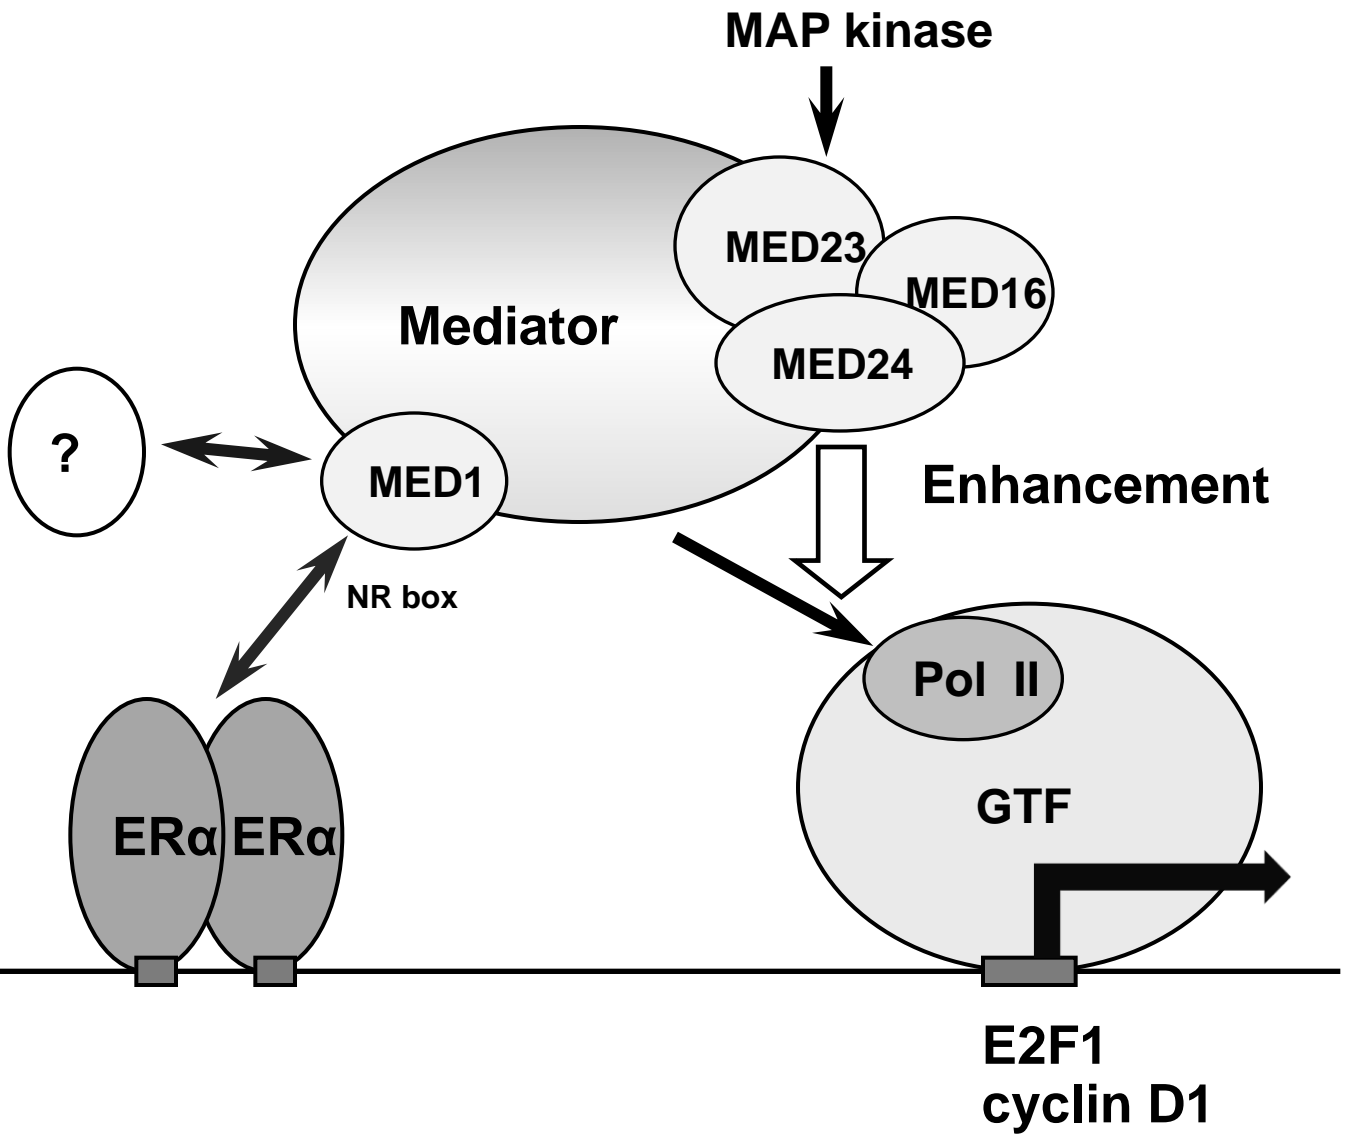 MAP kinase
MED23
MED16
Mediator
MED24
?
MED1
Enhancement
NR box
Pol II
GTF
ERα ERα
E2F1
cyclin D1